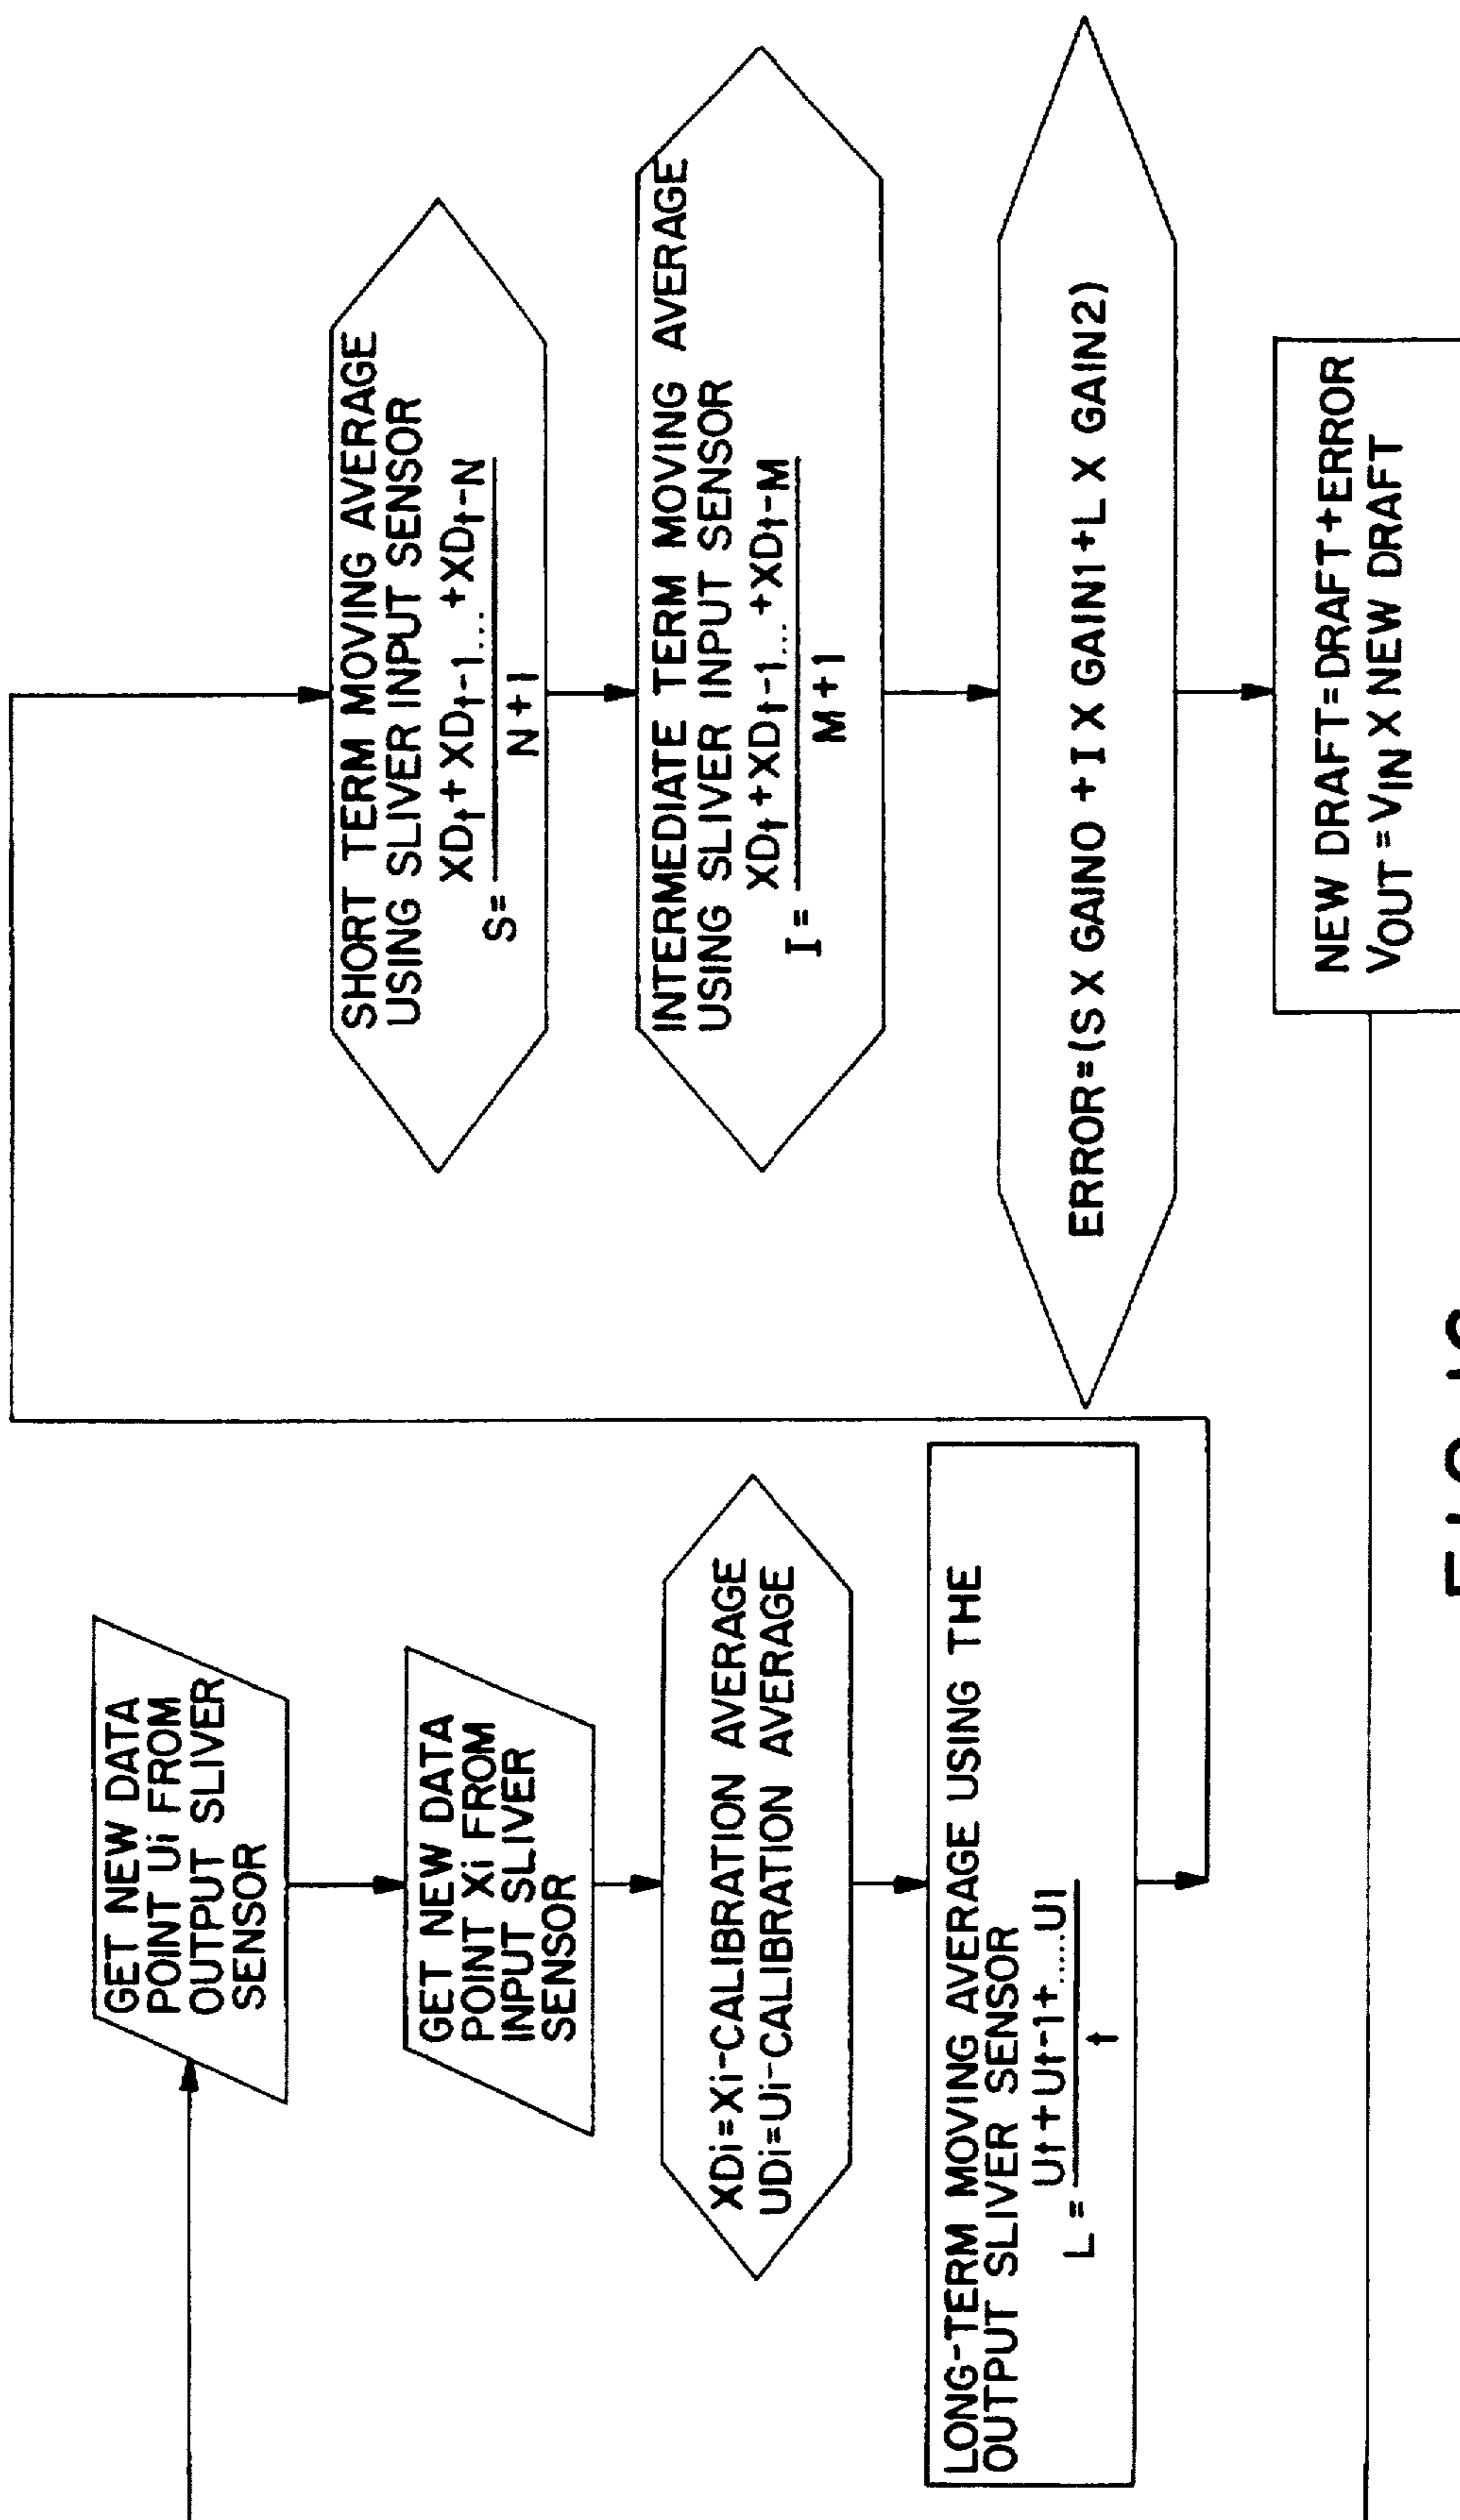 GET NEW DATA
POINT Ui FROM
OUTPUT SLIVER
SENSOR
GET NEW DATA
POINT Xi FROM
INPUT SLIVER
SENSOR
XDi=Xi-CALIBRATION AVERAGE
UDi=Ui-CALIBRATION AVERAGE
LONG-TERM MOVING AVERAGE USING THE
OUTPUT SLIVER SENSOR
Ut+Ut-1+.....UI
L=
t
SHORT TERM MOVING AVERAGE
USING SLIVER INPUT SENSOR
XDt+XDt-1...+XDt-N
S=
N+1
INTERMEDIATE TERM MOVING AVERAGE
USING SLIVER INPUT SENSOR
XDt+XDt-1...+XDt-M
I=
M+1
ERROR=(S X GAINO + I X GAIN1+L X GAIN2)
NEW DRAFT=DRAFT+ERROR
VOUT=VIN X NEW DRAFT